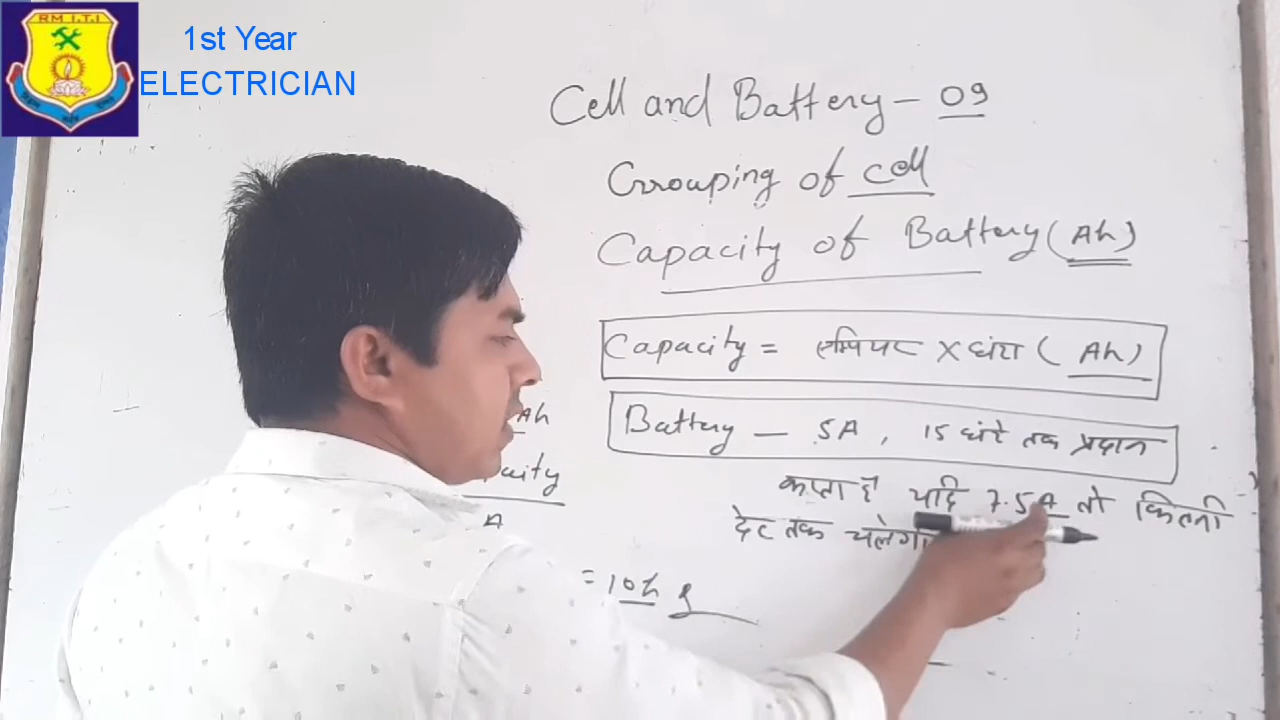 RM I.T.I
1st Year
ELECTRICIAN
Cell and Battery - 09
Grouping of cell
Capacity of Battery (Ah)
Capacity = एम्पियर X घंटा (Ah)
Battery - 5A, 15 घंटे तक प्रदान
करता है यदि 7.5A तो कितनी
देर तक चलेगी
Ah
A
= 10h